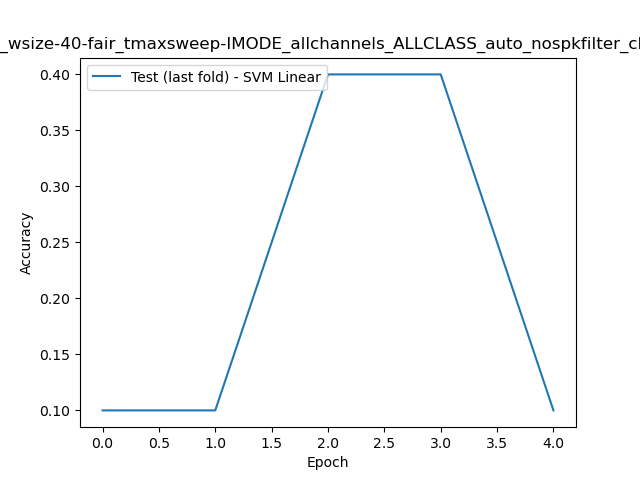 _wsize-40-fair_tmaxsweep-IMODE_allchannels_ALLCLASS_auto_nospkfilter_cl
Test (last fold) - SVM Linear
0.40
0.35
0.30
0.25
0.20
0.15
0.10
Accuracy
0.0 0.5 1.0 1.5 2.0 2.5 3.0 3.5 4.0
Epoch